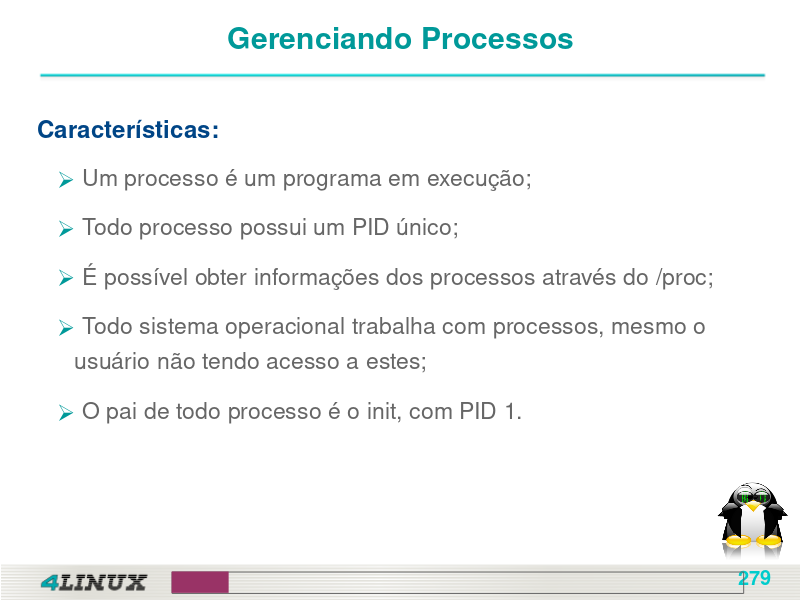 Gerenciando Processos
Características:
Um processo é um programa em execução;
Todo processo possui um PID único;
É possível obter informações dos processos através do /proc;
Todo sistema operacional trabalha com processos, mesmo o
usuário não tendo acesso a estes;
O pai de todo processo é o init, com PID 1.
4LINUX
279